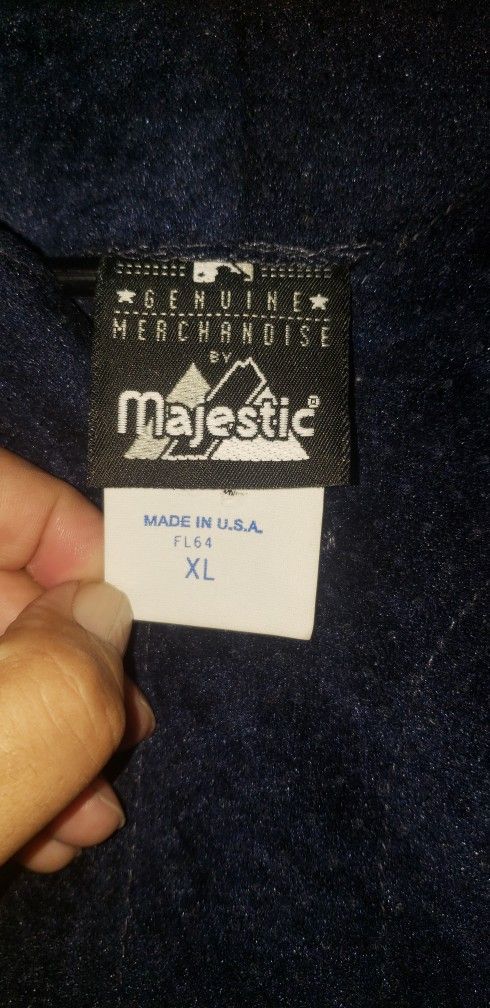 ★ GENUINE ★
MERCHANDISE
BY
Majestic®
MADE IN U.S.A.
FL64
XL